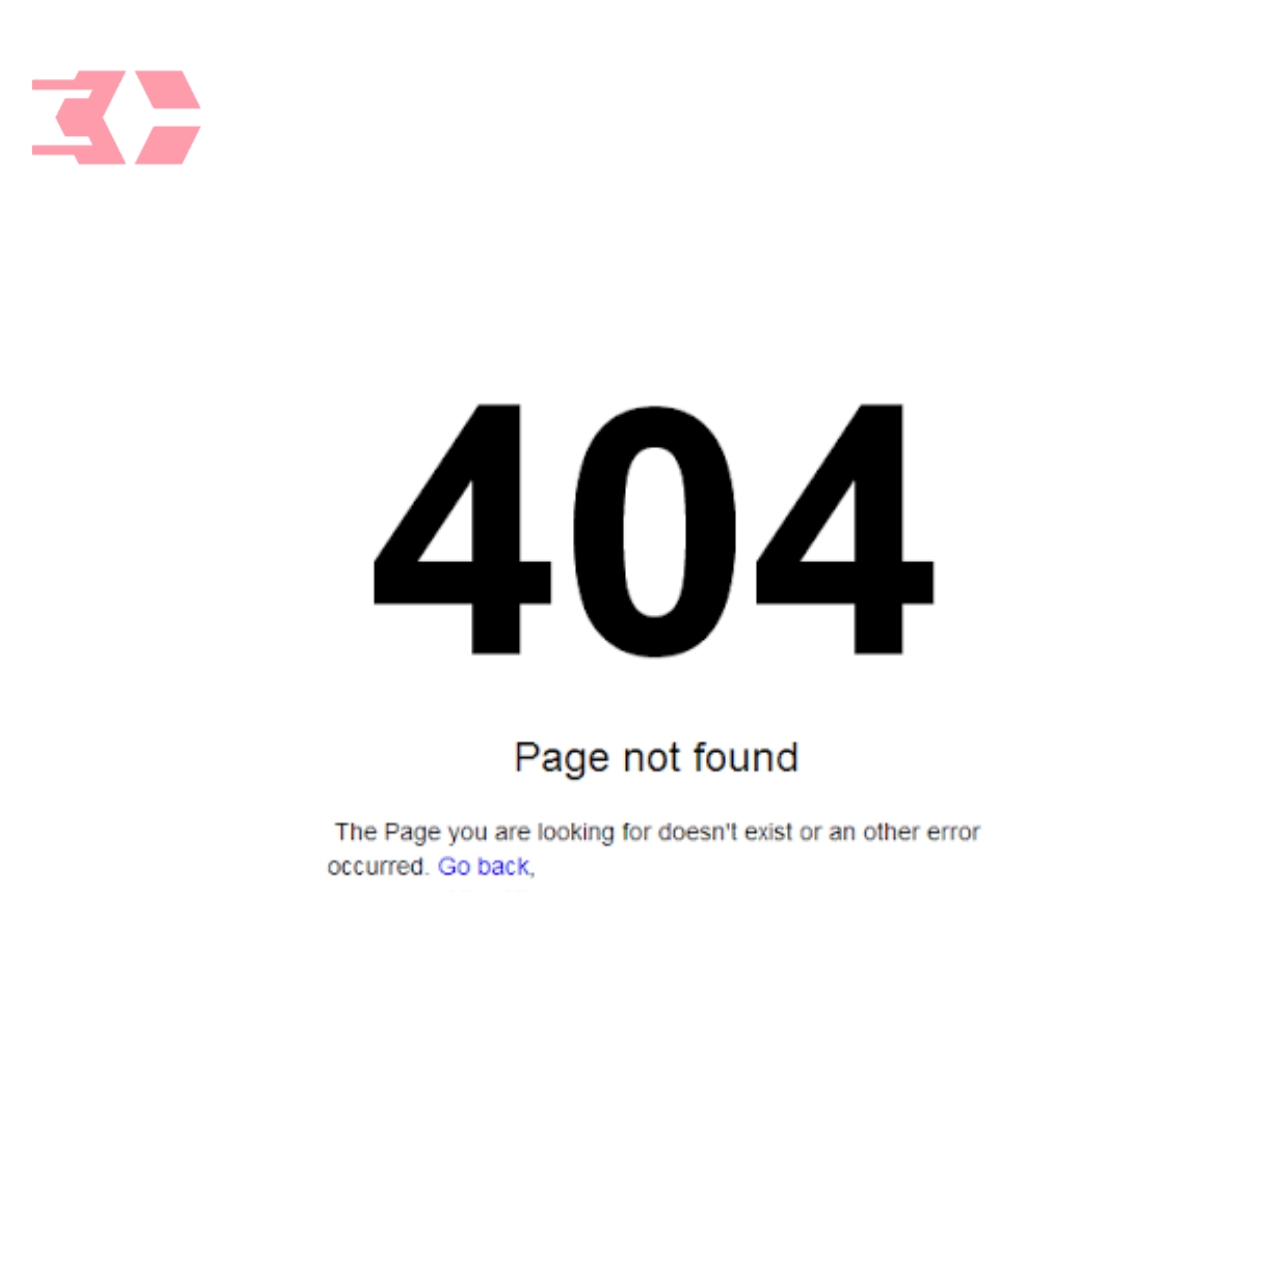 404
Page not found
The Page you are looking for doesn't exist or an other error
occurred. Go back,